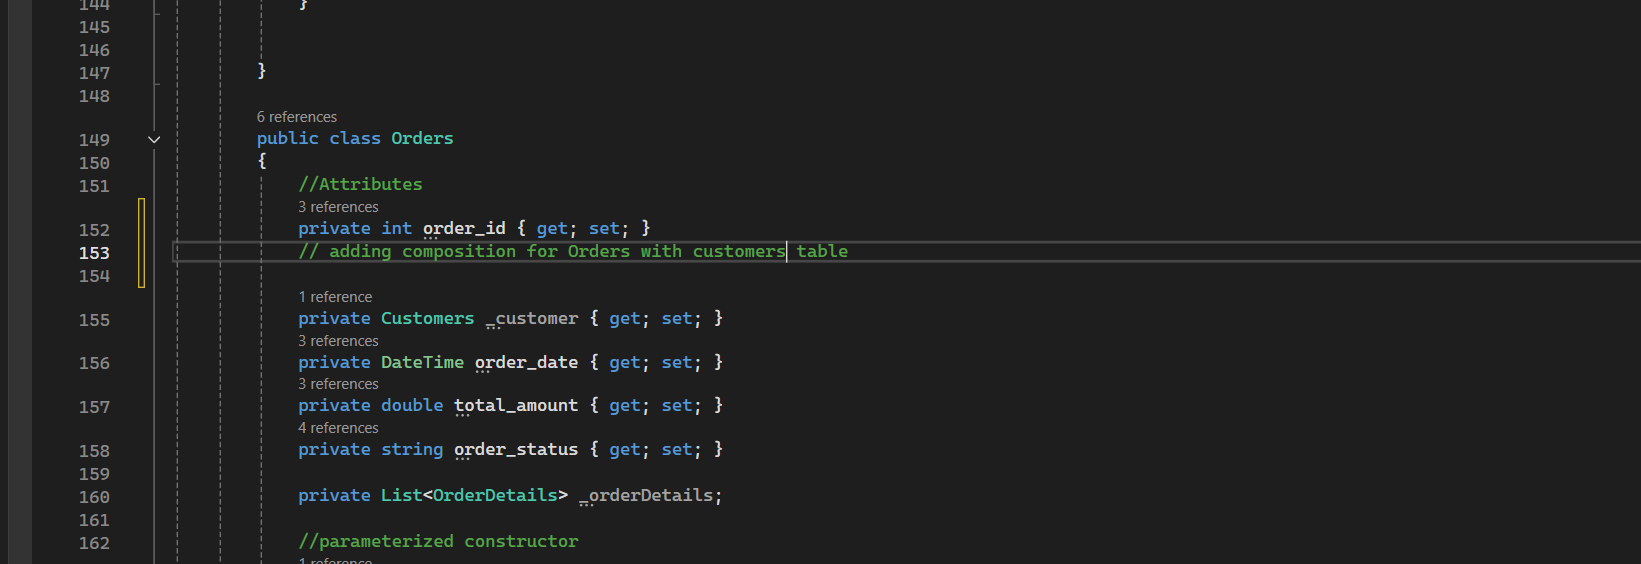 144 }
145
146
147 }
148
6 references
149 public class Orders
150 {
151 //Attributes
3 references
152 private int order_id { get; set; }
153 // adding composition for Orders with customers table
154
1 reference
155 private Customers _customer { get; set; }
3 references
156 private DateTime order_date { get; set; }
3 references
157 private double total_amount { get; set; }
4 references
158 private string order_status { get; set; }
159
160 private List<OrderDetails> _orderDetails;
161
162 //parameterized constructor
1 reference